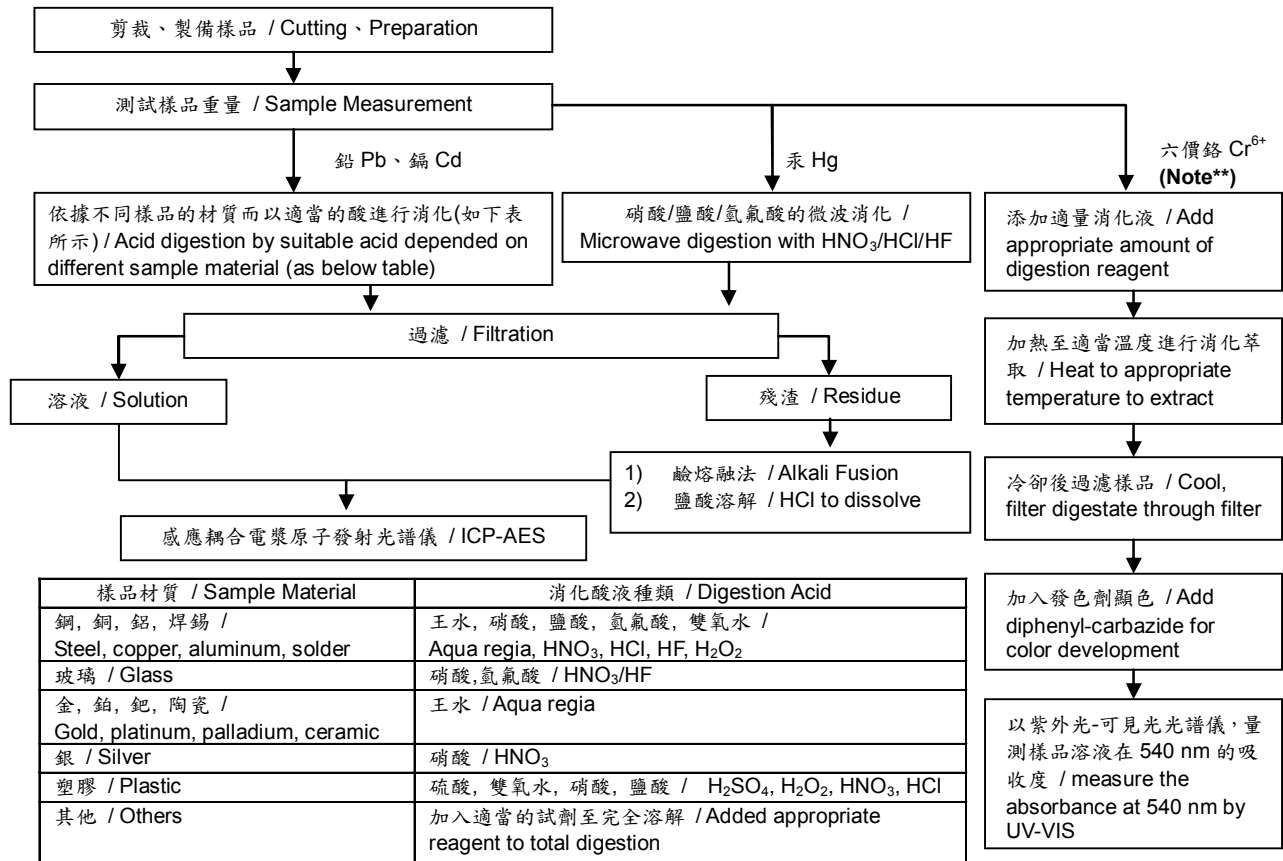 剪裁、製備樣品 / Cutting、Preparation
測試樣品重量 / Sample Measurement
鉛 Pb、鎘 Cd
汞 Hg
六價鉻 Cr⁶⁺
(Note**)
依據不同樣品的材質而以適當的酸進行消化(如下表
所示) / Acid digestion by suitable acid depended on
different sample material (as below table)
硝酸/鹽酸/氫氟酸的微波消化 /
Microwave digestion with HNO₃/HCl/HF
添加適量消化液 / Add
appropriate amount of
digestion reagent
過濾 / Filtration
加熱至適當溫度進行消化萃
取 / Heat to appropriate
temperature to extract
溶液 / Solution
殘渣 / Residue
1) 鹼熔融法 / Alkali Fusion
2) 鹽酸溶解 / HCl to dissolve
冷卻後過濾樣品 / Cool,
filter digestate through filter
感應耦合電漿原子發射光譜儀 / ICP-AES
加入發色劑顯色 / Add
diphenyl-carbazide for
color development
以紫外光-可見光光譜儀，量
測樣品溶液在 540 nm 的吸
收度 / measure the
absorbance at 540 nm by
UV-VIS
樣品材質 / Sample Material
消化酸液種類 / Digestion Acid
鋼, 銅, 鋁, 焊錫 /
Steel, copper, aluminum, solder
王水, 硝酸, 鹽酸, 氫氟酸, 雙氧水 /
Aqua regia, HNO₃, HCl, HF, H₂O₂
玻璃 / Glass
硝酸,氫氟酸 / HNO₃/HF
金, 鉑, 鈀, 陶瓷 /
Gold, platinum, palladium, ceramic
王水 / Aqua regia
銀 / Silver
硝酸 / HNO₃
塑膠 / Plastic
硫酸, 雙氧水, 硝酸, 鹽酸 / H₂SO₄, H₂O₂, HNO₃, HCl
其他 / Others
加入適當的試劑至完全溶解 / Added appropriate
reagent to total digestion